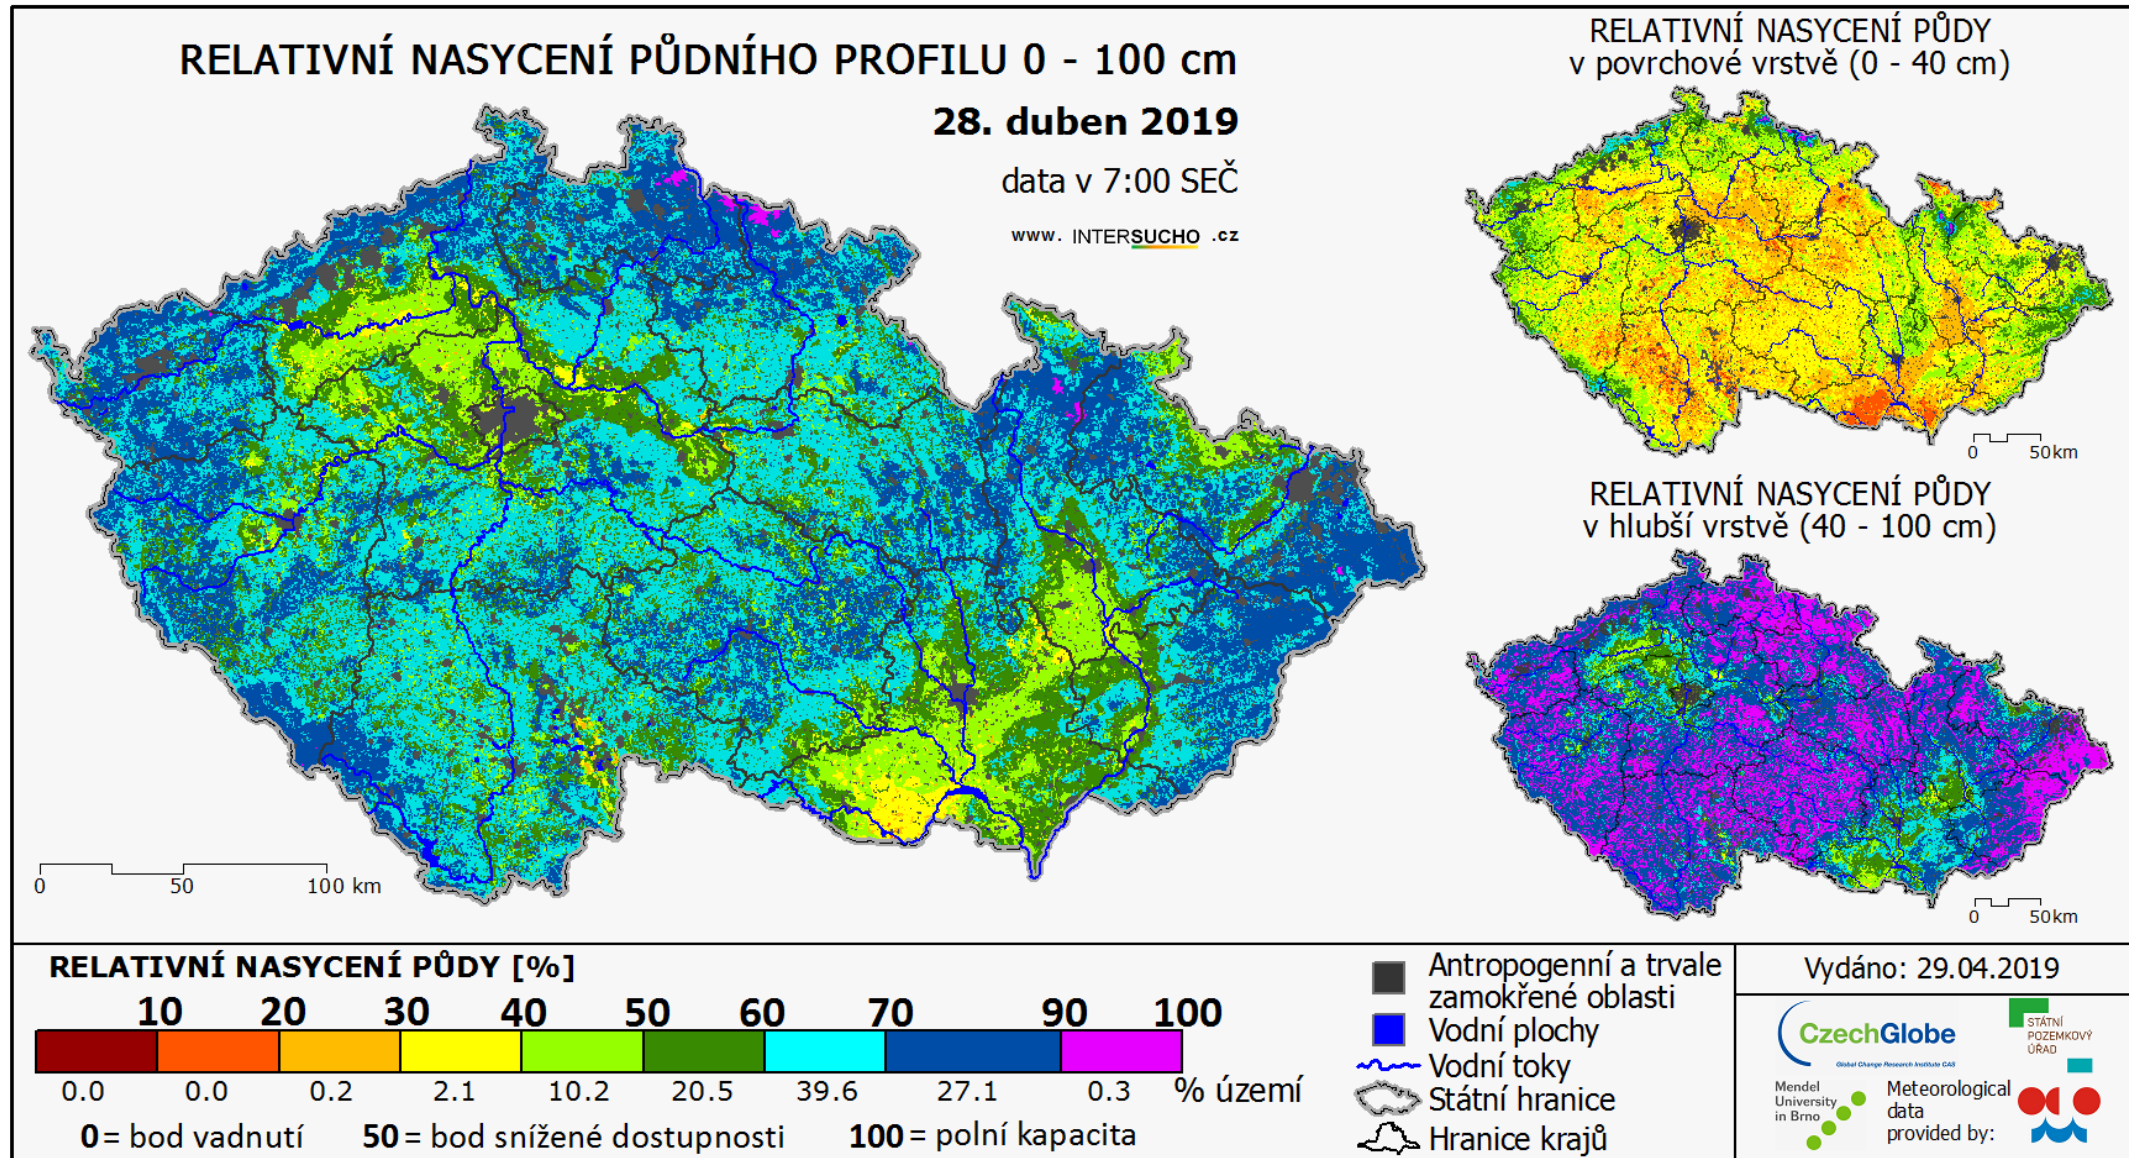 RELATIVNÍ NASYCENÍ PŮDNÍHO PROFILU 0 - 100 cm
28. duben 2019
data v 7:00 SEČ
www. INTERSUCHO .cz
0 50 100 km
RELATIVNÍ NASYCENÍ PŮDY
v povrchové vrstvě (0 - 40 cm)
0 50km
RELATIVNÍ NASYCENÍ PŮDY
v hlubší vrstvě (40 - 100 cm)
0 50km
RELATIVNÍ NASYCENÍ PŮDY [%]
10 20 30 40 50 60 70 90 100
0.0 0.0 0.2 2.1 10.2 20.5 39.6 27.1 0.3 % území
0 = bod vadnutí 50 = bod snížené dostupnosti 100 = polní kapacita
Antropogenní a trvale
zamokřené oblasti
Vodní plochy
Vodní toky
Státní hranice
Hranice krajů
Vydáno: 29.04.2019
CzechGlobe
Global Change Research Institute CAS
STÁTNÍ
POZEMKOVÝ
ÚŘAD
Mendel
University
in Brno
Meteorological
data
provided by: